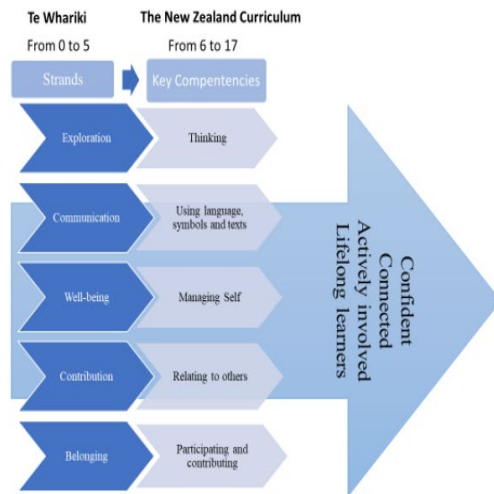 Te Whariki
The New Zealand Curriculum
From 0 to 5
From 6 to 17
Strands
Key Compentencies
Exploration
Thinking
Communication
Using language,
symbols and texts
Well-being
Managing Self
Contribution
Relating to others
Belonging
Participating and
contributing
Confident
Connected
Actively involved
Lifelong learners